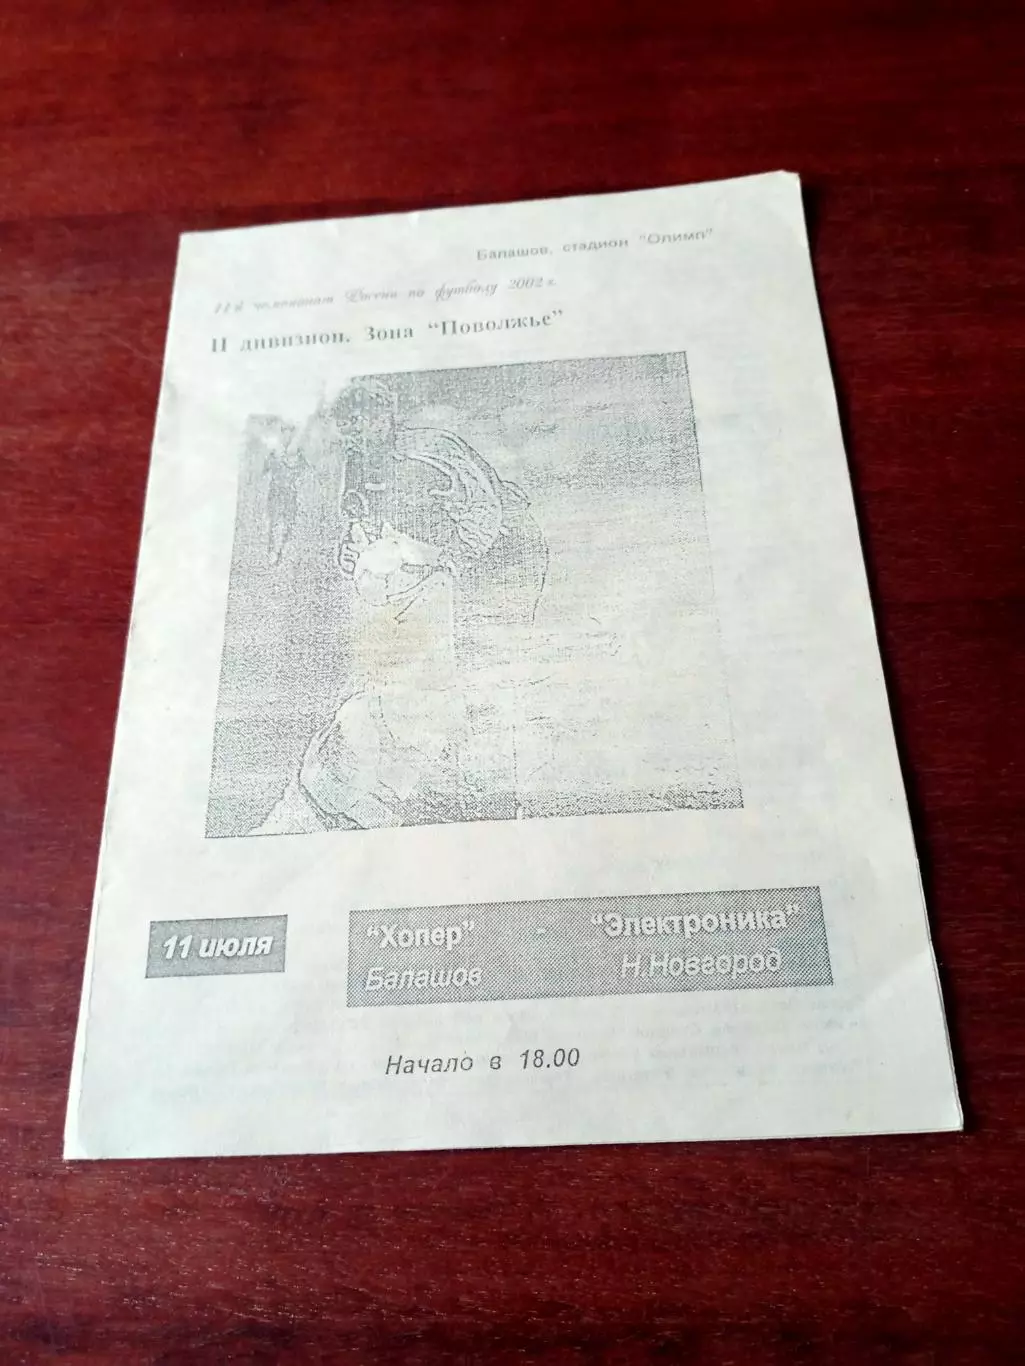 Балашов, стадион "Олимп"
11й чемпионат России по футболу 2002 г.
II дивизион. Зона "Поволжье"
11 июля
"Хопер" - "Электроника"
Балашов Н.Новгород
Начало в 18.00